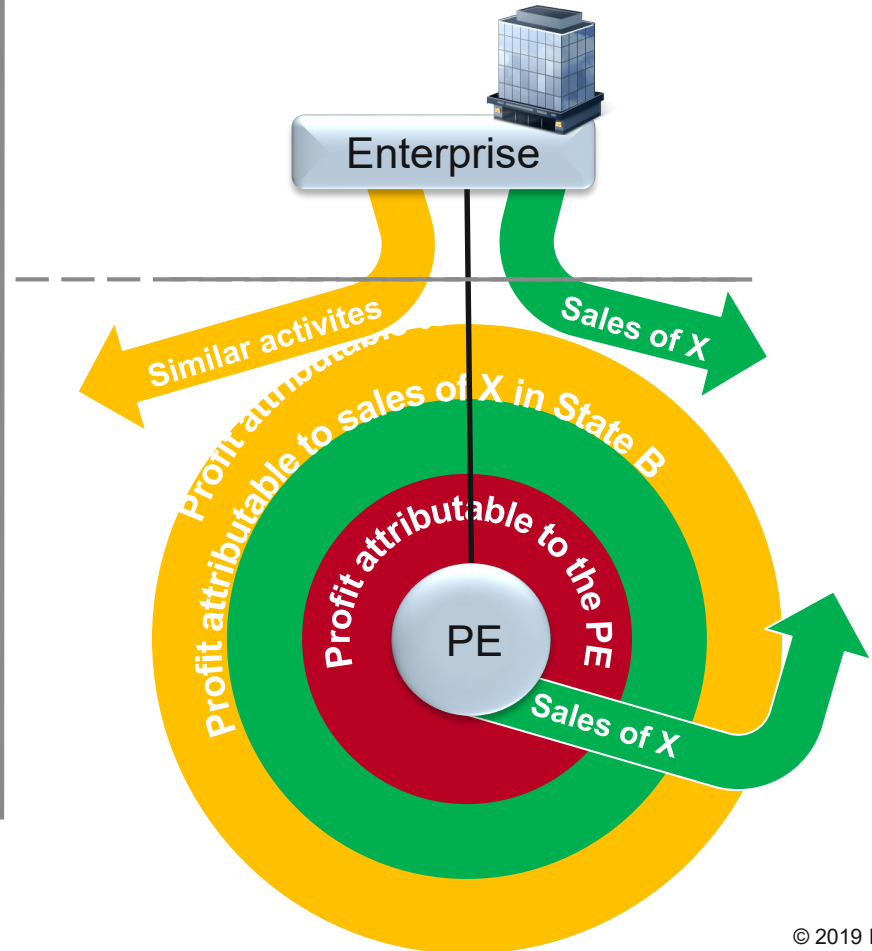 Enterprise
Similar activites
Sales of X
Profit attributable
Profit attributable to sales of X in State B
Profit attributable to the PE
PE
Sales of X
© 2019